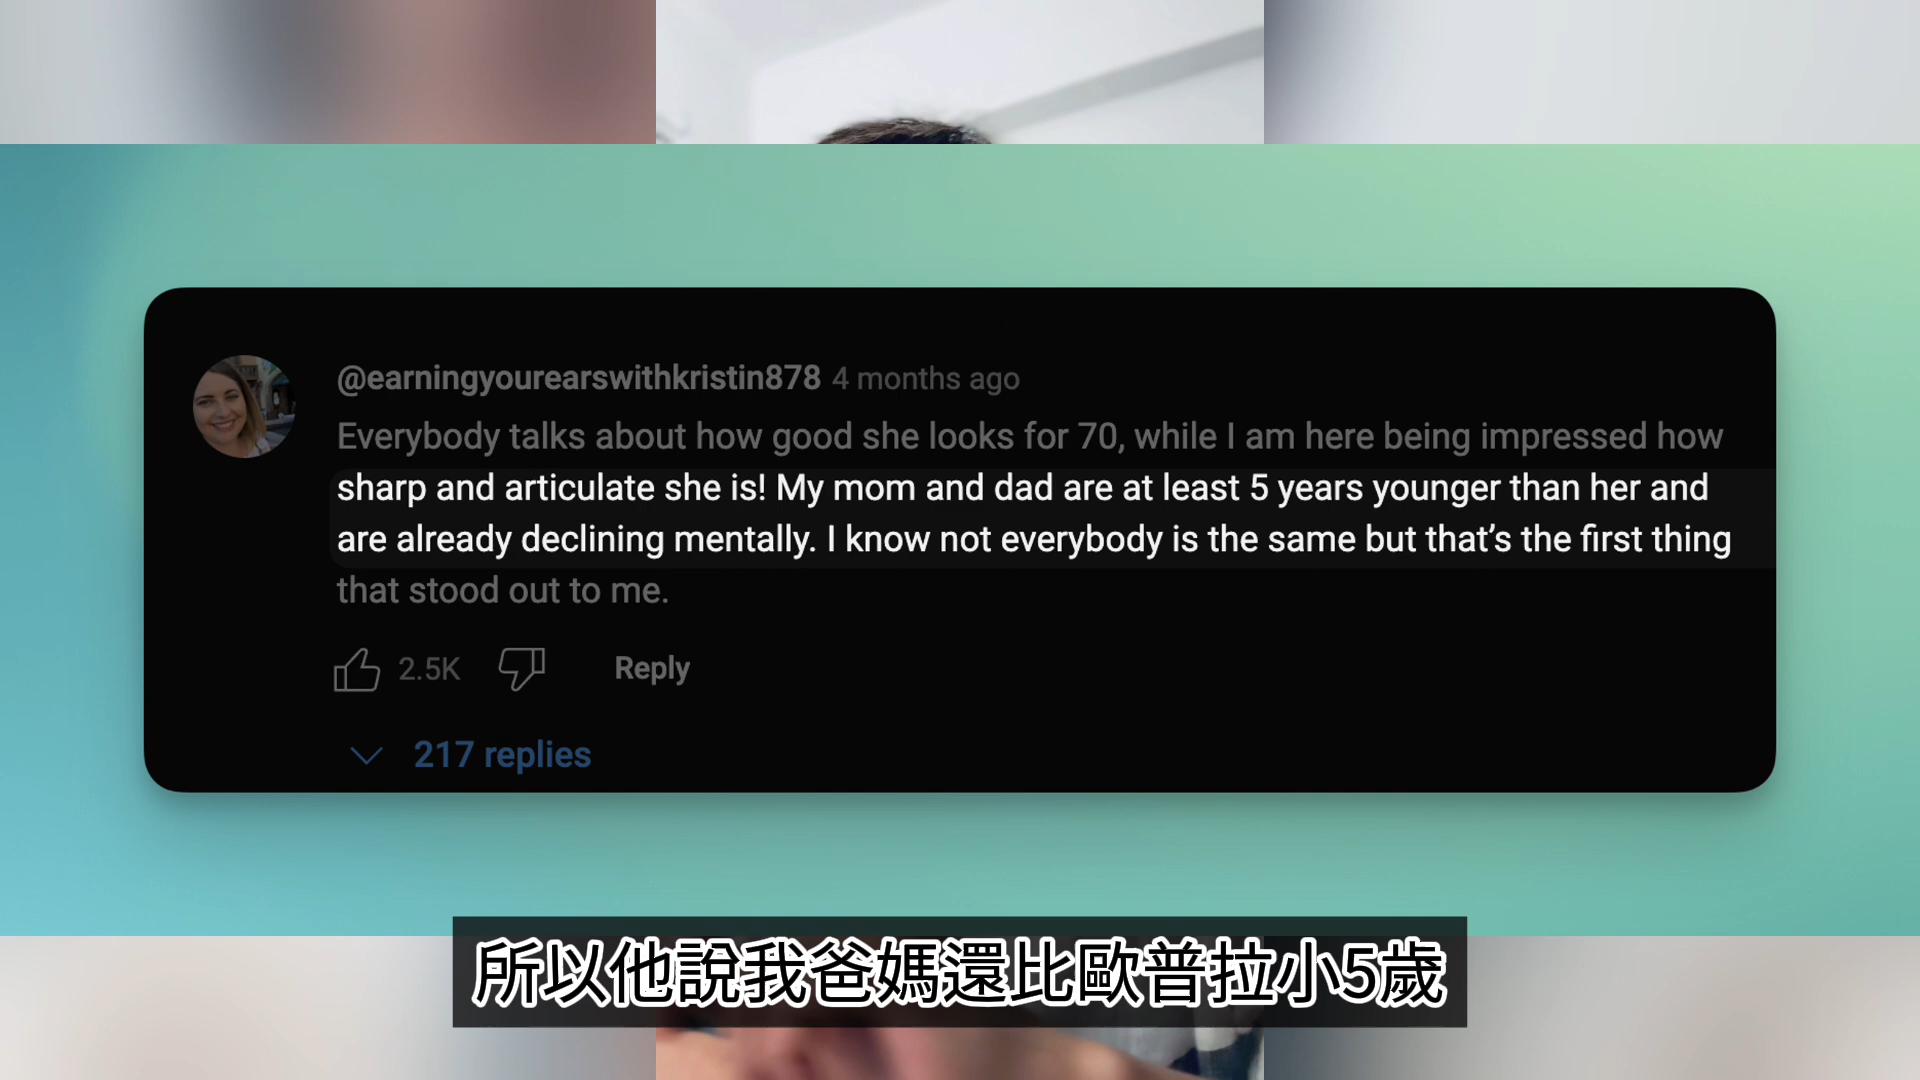 @earningyourearswithkristin878 4 months ago
Everybody talks about how good she looks for 70, while I am here being impressed how
sharp and articulate she is! My mom and dad are at least 5 years younger than her and
are already declining mentally. I know not everybody is the same but that’s the first thing
that stood out to me.
2.5K Reply
217 replies
所以他說我爸媽還比歐普拉小5歲